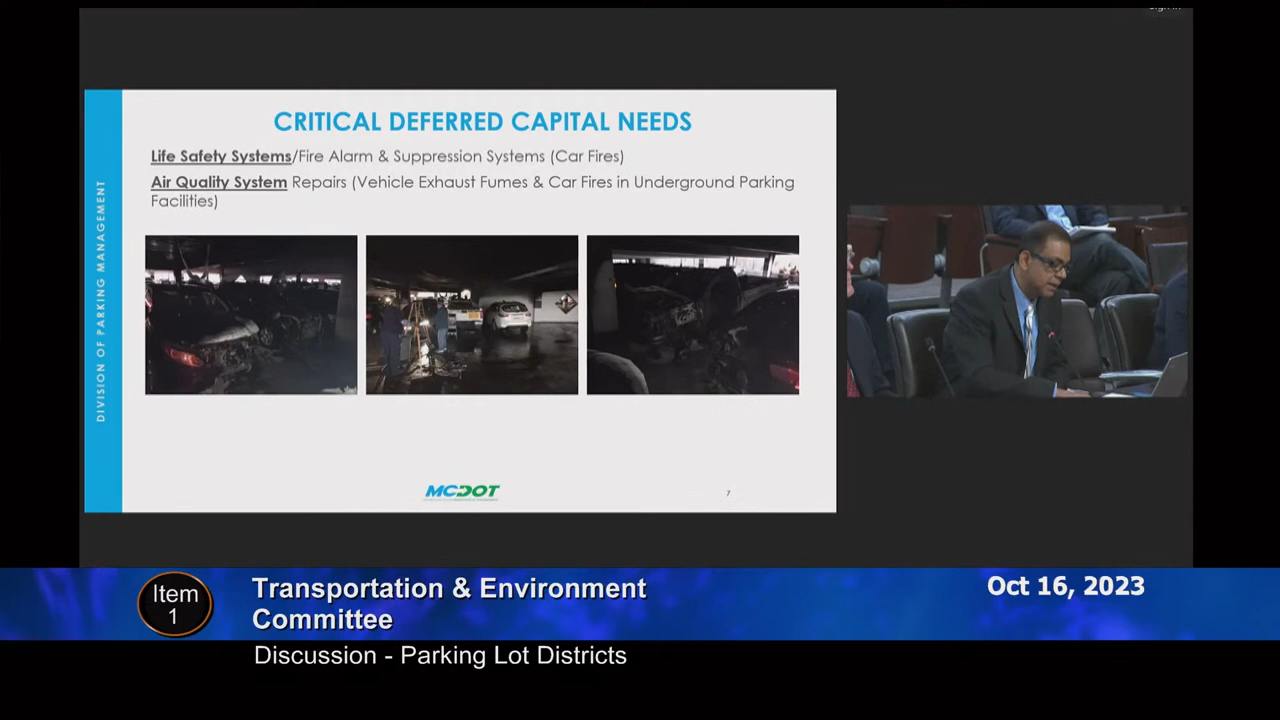 CRITICAL DEFERRED CAPITAL NEEDS
Life Safety Systems/Fire Alarm & Suppression Systems (Car Fires)
Air Quality System Repairs (Vehicle Exhaust Fumes & Car Fires in Underground Parking
Facilities)
DIVISION OF PARKING MANAGEMENT
MCDOT
7
Item
1
Transportation & Environment
Committee
Oct 16, 2023
Discussion - Parking Lot Districts